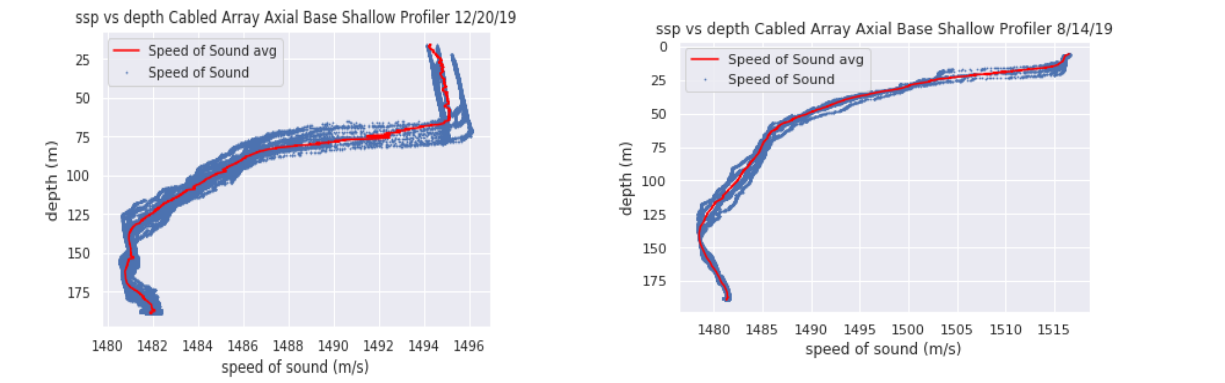 ssp vs depth Cabled Array Axial Base Shallow Profiler 12/20/19
Speed of Sound avg
Speed of Sound
25
50
75
100
125
150
175
depth (m)
1480 1482 1484 1486 1488 1490 1492 1494 1496
speed of sound (m/s)
ssp vs depth Cabled Array Axial Base Shallow Profiler 8/14/19
Speed of Sound avg
Speed of Sound
0
25
50
75
100
125
150
175
depth (m)
1480 1485 1490 1495 1500 1505 1510 1515
speed of sound (m/s)